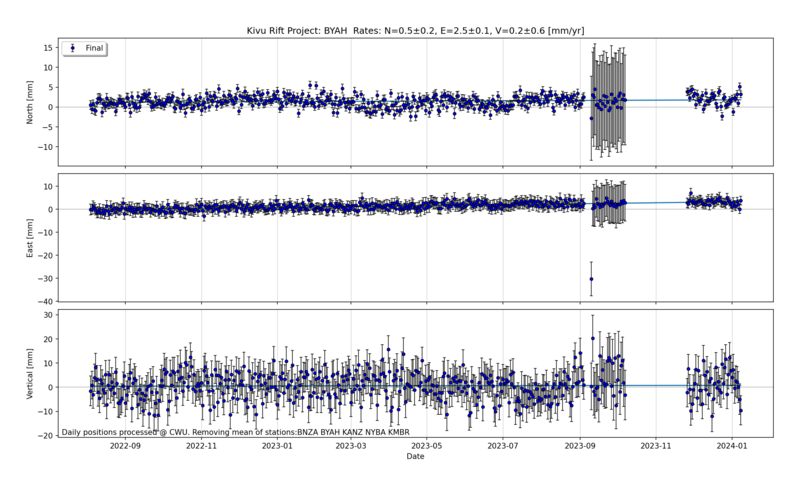 Kivu Rift Project: BYAH  Rates: N=0.5±0.2, E=2.5±0.1, V=0.2±0.6 [mm/yr]
Final
North [mm]
15
10
5
0
−5
−10
East [mm]
10
0
−10
−20
−30
−40
Vertical [mm]
30
20
10
0
−10
−20
Daily positions processed @ CWU. Removing mean of stations:BNZA BYAH KANZ NYBA KMBR
2022-09 2022-11 2023-01 2023-03 2023-05 2023-07 2023-09 2023-11 2024-01
Date